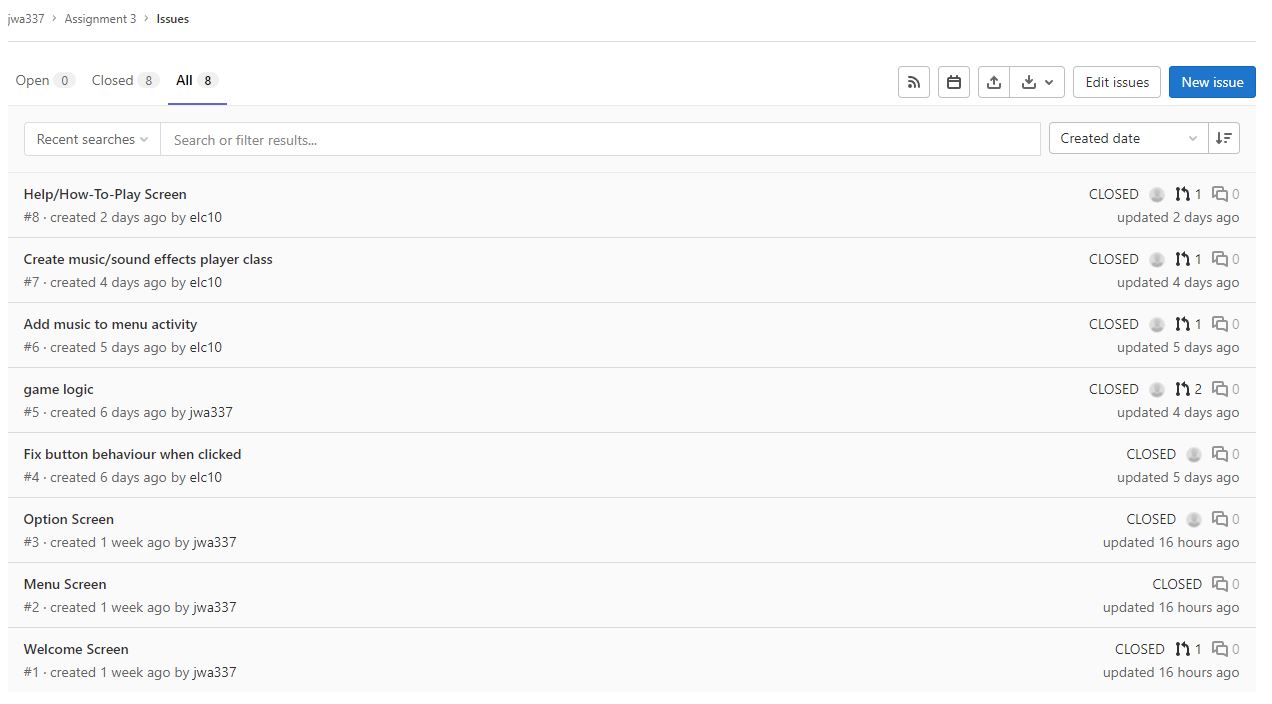 jwa337 › Assignment 3 › Issues
Open 0 Closed 8 All 8 Edit issues New issue
Recent searches Search or filter results... Created date
Help/How-To-Play Screen CLOSED 1 0
#8 · created 2 days ago by elc10 updated 2 days ago
Create music/sound effects player class CLOSED 1 0
#7 · created 4 days ago by elc10 updated 4 days ago
Add music to menu activity CLOSED 1 0
#6 · created 5 days ago by elc10 updated 5 days ago
game logic CLOSED 2 0
#5 · created 6 days ago by jwa337 updated 4 days ago
Fix button behaviour when clicked CLOSED 0
#4 · created 6 days ago by elc10 updated 5 days ago
Option Screen CLOSED 0
#3 · created 1 week ago by jwa337 updated 16 hours ago
Menu Screen CLOSED 0
#2 · created 1 week ago by jwa337 updated 16 hours ago
Welcome Screen CLOSED 1 0
#1 · created 1 week ago by jwa337 updated 16 hours ago